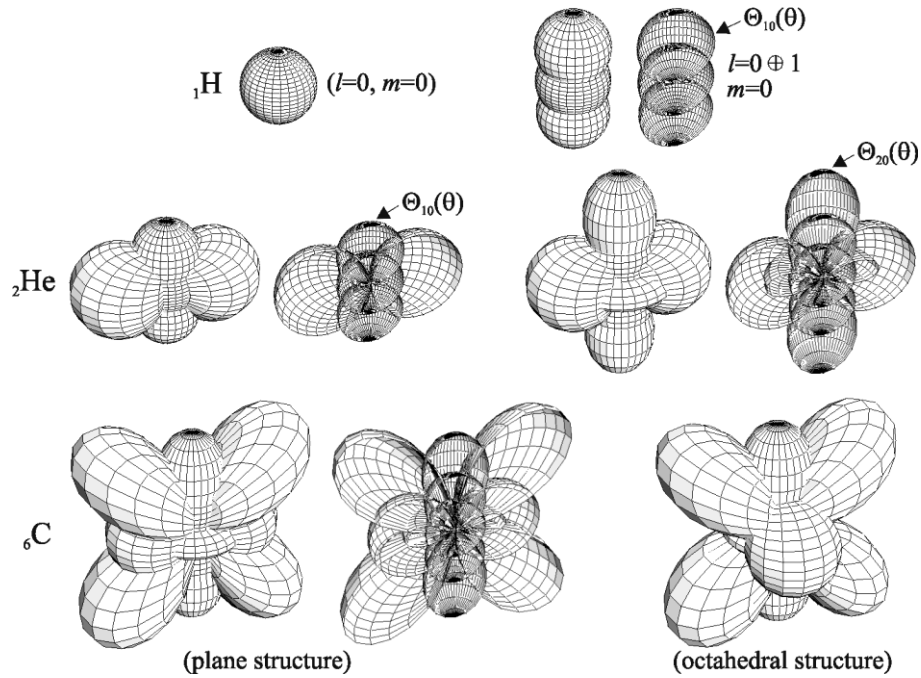 ₁H
(l=0, m=0)
Θ₁₀(θ)
l=0 ⊕ 1
m=0
₂He
Θ₁₀(θ)
Θ₂₀(θ)
₆C
(plane structure)
(octahedral structure)